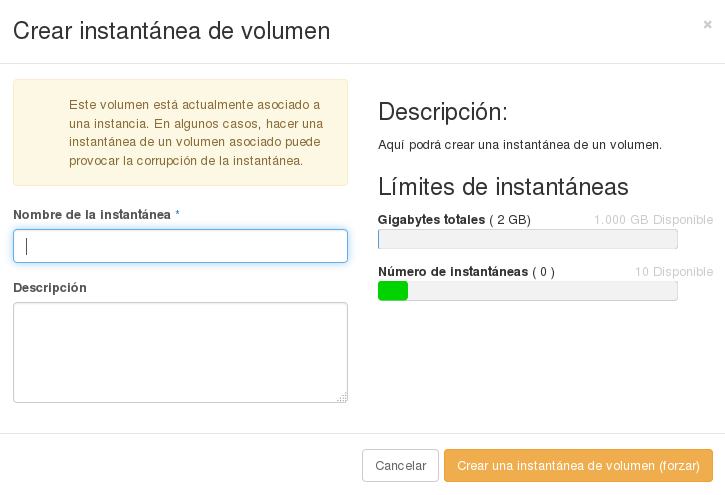 Crear instantánea de volumen
×
Este volumen está actualmente asociado a
una instancia. En algunos casos, hacer una
instantánea de un volumen asociado puede
provocar la corrupción de la instantánea.
Nombre de la instantánea *
Descripción
Descripción:
Aquí podrá crear una instantánea de un volumen.
Límites de instantáneas
Gigabytes totales ( 2 GB) 1.000 GB Disponible
Número de instantáneas ( 0 ) 10 Disponible
Cancelar
Crear una instantánea de volumen (forzar)